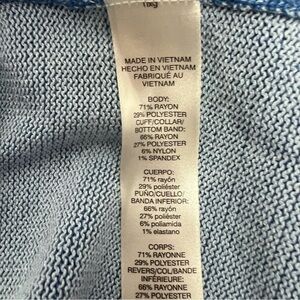 MADE IN VIETNAM
HECHO EN VIETNAM
FABRIQUÉ AU
VIETNAM
BODY:
71% RAYON
29% POLYESTER
CUFF/COLLAR/
BOTTOM BAND:
66% RAYON
27% POLYESTER
6% NYLON
1% SPANDEX
CUERPO:
71% rayón
29% poliéster
PUÑO/CUELLO/
BANDA INFERIOR:
66% rayón
27% poliéster
6% poliamida
1% elastano
CORPS:
71% RAYONNE
29% POLYESTER
REVERS/COL/BANDE
INFÉRIEURE:
66% RAYONNE
27% POLYESTER